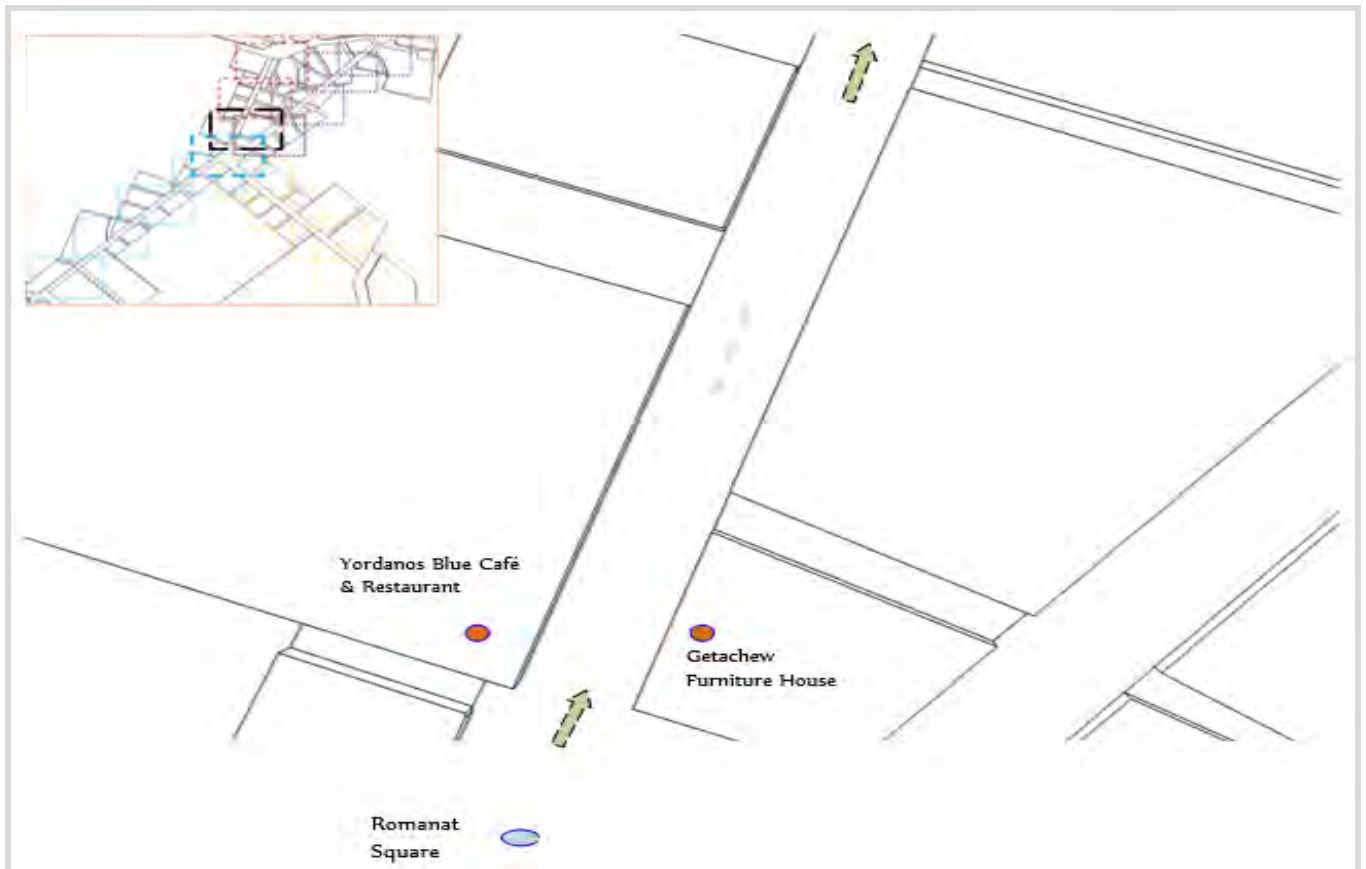 Yordanos Blue Café
& Restaurant
Getachew
Furniture House
Romanat
Square